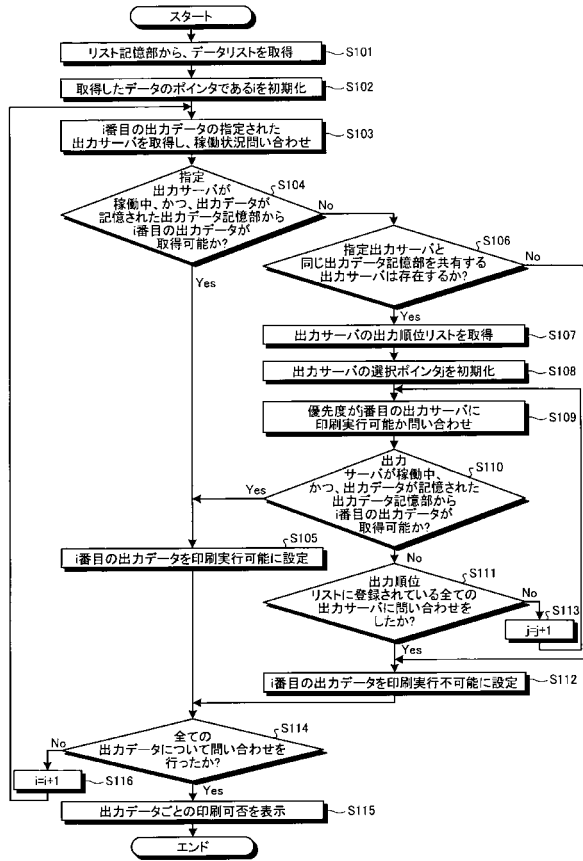 スタート
リスト記憶部から、データリストを取得
S101
取得したデータのポインタであるiを初期化
S102
i番目の出力データの指定された
出力サーバを取得し、稼働状況問い合わせ
S103
指定
出力サーバが
稼働中、かつ、出力データが
記憶された出力データ記憶部から
i番目の出力データが
取得可能か?
S104
No
Yes
指定出力サーバと
同じ出力データ記憶部を共有する
出力サーバは存在するか?
S106
No
Yes
出力サーバの出力順位リストを取得
S107
出力サーバの選択ポインタjを初期化
S108
優先度がj番目の出力サーバに
印刷実行可能か問い合わせ
S109
出力
サーバが稼働中、
かつ、出力データが記憶された
出力データ記憶部から
i番目の出力データが
取得可能か?
S110
Yes
No
S105
i番目の出力データを印刷実行可能に設定
出力順位
リストに登録されている全ての
出力サーバに問い合わせを
したか?
S111
No
S113
j=j+1
Yes
i番目の出力データを印刷実行不可能に設定
S112
全ての
出力データについて問い合わせを
行ったか?
S114
No
i=i+1
S116
Yes
出力データごとの印刷可否を表示
S115
エンド